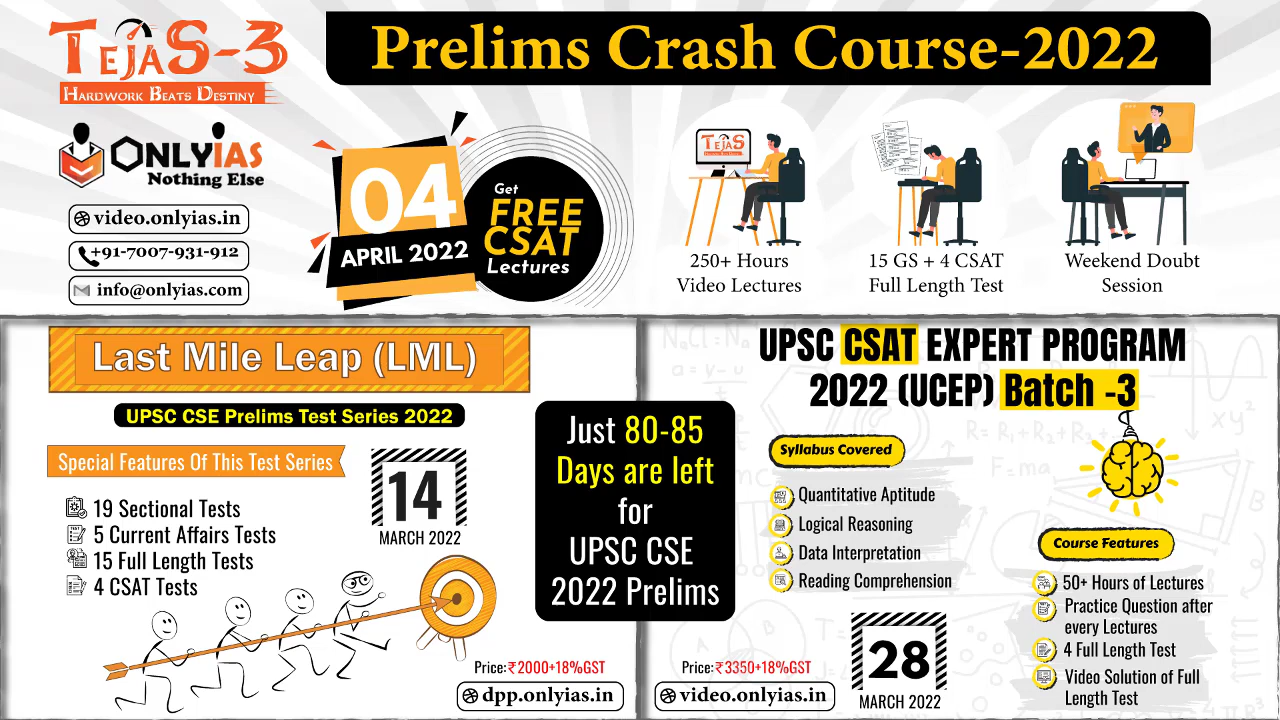 TEJAS-3
HARDWORK BEATS DESTINY
Prelims Crash Course-2022
ONLYIAS
Nothing Else
video.onlyias.in
+91-7007-931-912
info@onlyias.com
04
APRIL 2022
Get
FREE
CSAT
Lectures
TEJAS
250+ Hours
Video Lectures
15 GS + 4 CSAT
Full Length Test
Weekend Doubt
Session
Last Mile Leap (LML)
UPSC CSE Prelims Test Series 2022
Special Features Of This Test Series
19 Sectional Tests
5 Current Affairs Tests
15 Full Length Tests
4 CSAT Tests
14
MARCH 2022
Price:₹2000+18%GST
dpp.onlyias.in
Just 80-85
Days are left
for
UPSC CSE
2022 Prelims
UPSC CSAT EXPERT PROGRAM
2022 (UCEP) Batch -3
Syllabus Covered
Quantitative Aptitude
Logical Reasoning
Data Interpretation
Reading Comprehension
Course Features
50+ Hours of Lectures
Practice Question after
every Lectures
4 Full Length Test
Video Solution of Full
Length Test
28
MARCH 2022
Price:₹3350+18%GST
video.onlyias.in